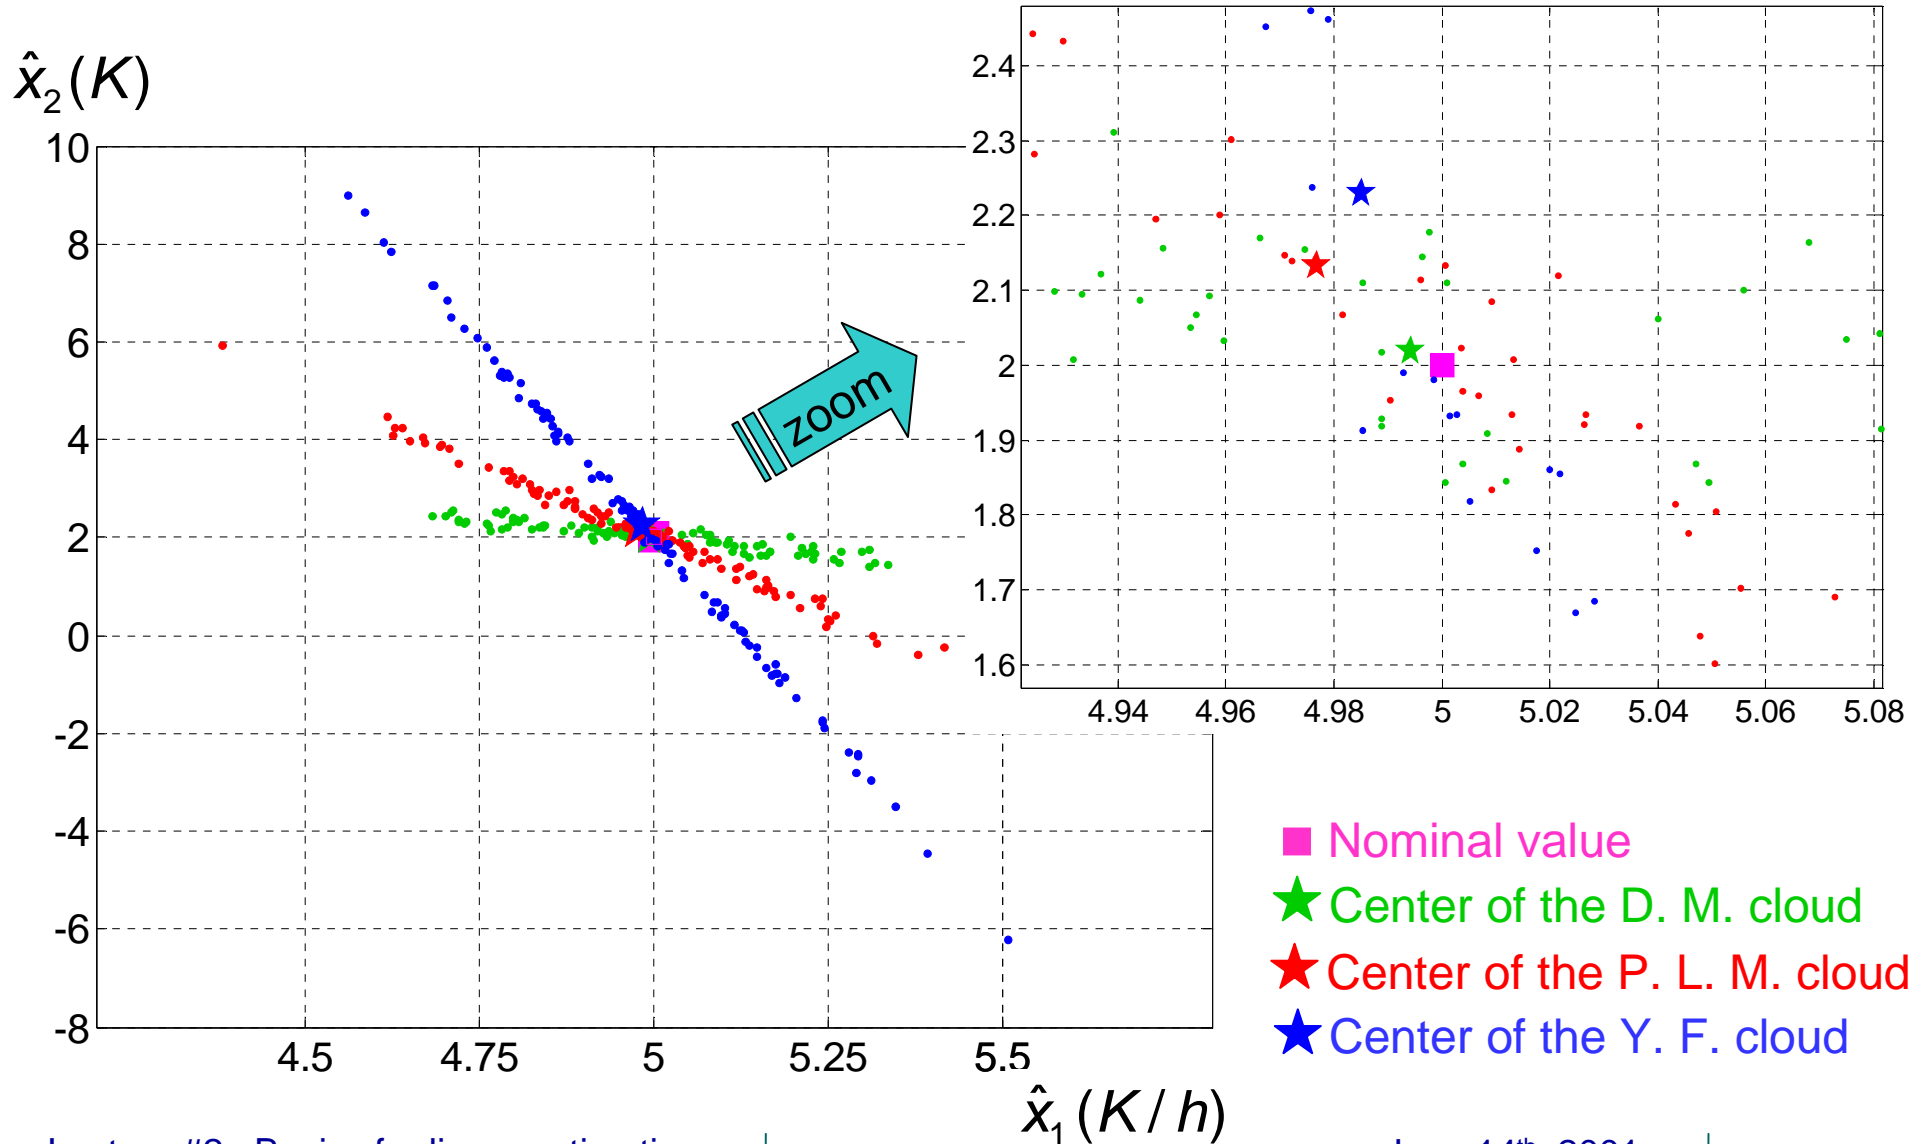 x̂₂ (K)
10
8
6
4
2
0
-2
-4
-6
-8
4.5 4.75 5 5.25 5.5
x̂₁ (K / h)
zoom
2.4
2.3
2.2
2.1
2
1.9
1.8
1.7
1.6
4.94 4.96 4.98 5 5.02 5.04 5.06 5.08
Nominal value
Center of the D. M. cloud
Center of the P. L. M. cloud
Center of the Y. F. cloud